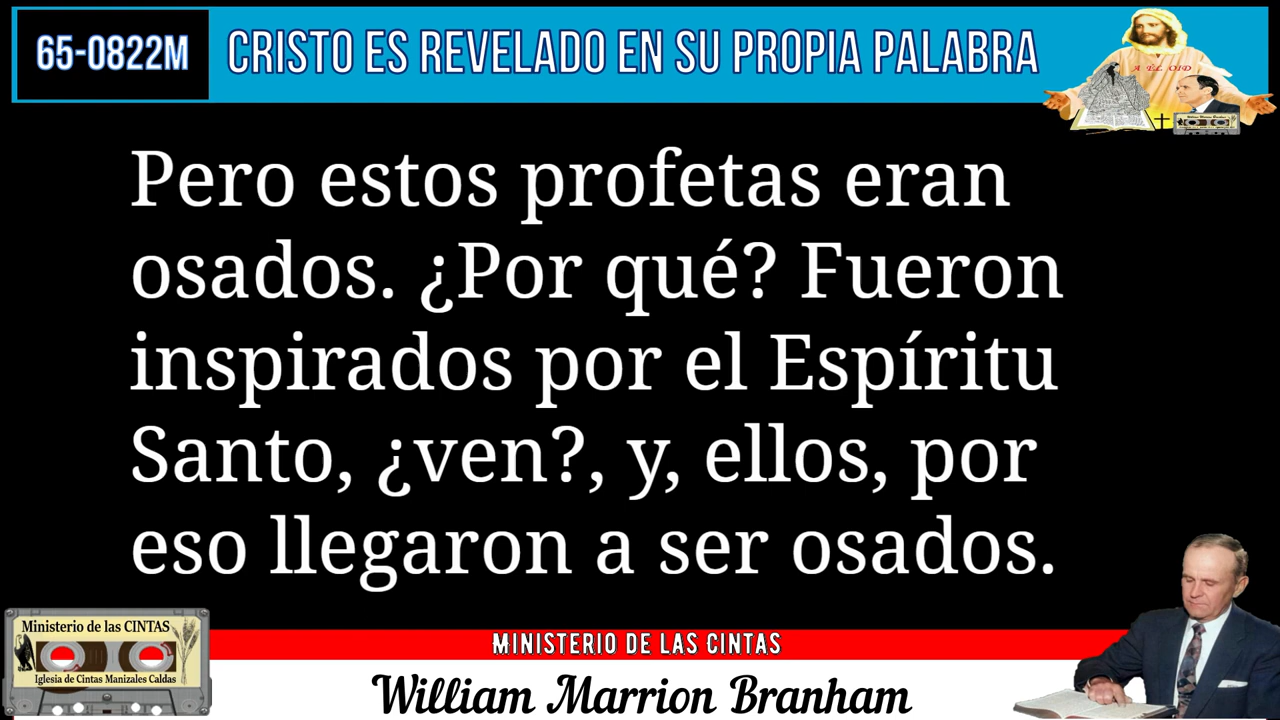 65-0822M
CRISTO ES REVELADO EN SU PROPIA PALABRA
A ÉL OID
Pero estos profetas eran
osados. ¿Por qué? Fueron
inspirados por el Espíritu
Santo, ¿ven?, y, ellos, por
eso llegaron a ser osados.
Ministerio de las CINTAS
Iglesia de Cintas Manizales Caldas
MINISTERIO DE LAS CINTAS
William Marrion Branham